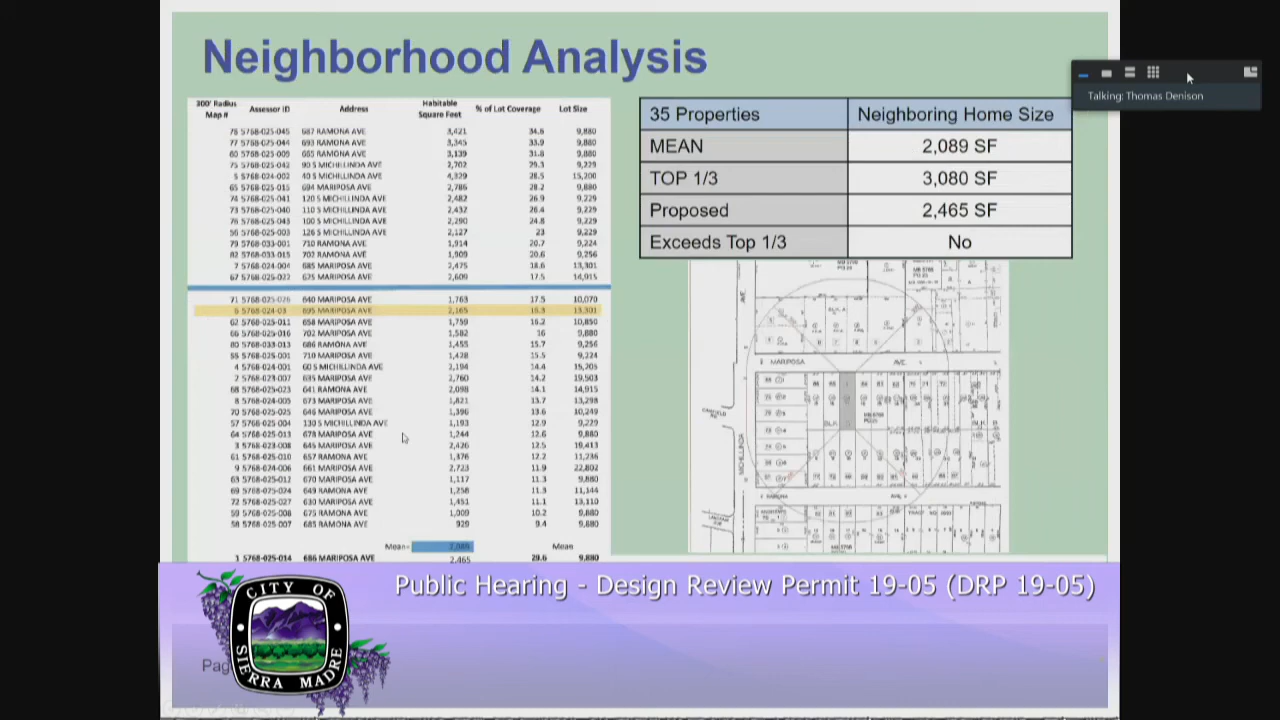 Neighborhood Analysis
300' Radius Map # Assessor ID Address Habitable Square Feet % of Lot Coverage Lot Size
78 5768-025-045 687 RAMONA AVE 3,421 34.6 9,880
77 5768-025-044 693 RAMONA AVE 3,345 33.9 9,880
60 5768-025-009 665 RAMONA AVE 3,139 31.8 9,880
75 5768-025-042 90 S MICHILLINDA AVE 2,702 29.3 9,229
5 5768-024-002 40 S MICHILLINDA AVE 4,329 28.5 15,200
65 5768-025-015 694 MARIPOSA AVE 2,786 28.2 9,880
74 5768-025-041 120 S MICHILLINDA AVE 2,482 26.9 9,229
73 5768-025-040 110 S MICHILLINDA AVE 2,432 26.4 9,229
76 5768-025-043 100 S MICHILLINDA AVE 2,290 24.8 9,229
56 5768-025-003 126 S MICHILLINDA AVE 2,127 23 9,229
79 5768-033-001 710 RAMONA AVE 1,914 20.7 9,224
82 5768-033-015 702 RAMONA AVE 1,909 20.6 9,256
7 5768-024-004 685 MARIPOSA AVE 2,475 18.6 13,301
67 5768-025-022 675 MARIPOSA AVE 2,609 17.5 14,915
71 5768-025-026 640 MARIPOSA AVE 1,763 17.5 10,070
6 5768-024-03 695 MARIPOSA AVE 2,165 16.3 13,301
62 5768-025-011 658 MARIPOSA AVE 1,759 16.2 10,850
66 5768-025-016 702 MARIPOSA AVE 1,582 16 9,880
80 5768-033-013 686 RAMONA AVE 1,455 15.7 9,256
55 5768-025-001 710 MARIPOSA AVE 1,428 15.5 9,224
4 5768-024-001 60 S MICHILLINDA AVE 2,194 14.4 15,205
2 5768-023-007 635 MARIPOSA AVE 2,760 14.2 19,503
68 5768-025-023 641 RAMONA AVE 2,098 14.1 14,915
8 5768-024-005 673 MARIPOSA AVE 1,821 13.7 13,298
70 5768-025-025 646 MARIPOSA AVE 1,396 13.6 10,249
57 5768-025-004 130 S MICHILLINDA AVE 1,193 12.9 9,229
64 5768-025-013 678 MARIPOSA AVE 1,244 12.6 9,880
3 5768-023-008 645 MARIPOSA AVE 2,426 12.5 19,413
61 5768-025-010 657 RAMONA AVE 1,376 12.2 11,236
9 5768-024-006 661 MARIPOSA AVE 2,723 11.9 22,802
63 5768-025-012 670 MARIPOSA AVE 1,117 11.3 9,880
69 5768-025-024 649 RAMONA AVE 1,258 11.3 11,144
72 5768-025-027 630 MARIPOSA AVE 1,451 11.1 13,110
59 5768-025-008 675 RAMONA AVE 1,009 10.2 9,880
58 5768-025-007 685 RAMONA AVE 929 9.4 9,880
Mean= 2,089 Mean
1 5768-025-014 686 MARIPOSA AVE 2,465 29.6 9,880
35 Properties Neighboring Home Size
MEAN 2,089 SF
TOP 1/3 3,080 SF
Proposed 2,465 SF
Exceeds Top 1/3 No
Talking: Thomas Denison
AVE.
MARIPOSA AVE.
MICHILLINDA
RAMONA AVE.
Public Hearing - Design Review Permit 19-05 (DRP 19-05)
CITY OF
SIERRA MADRE
Pag